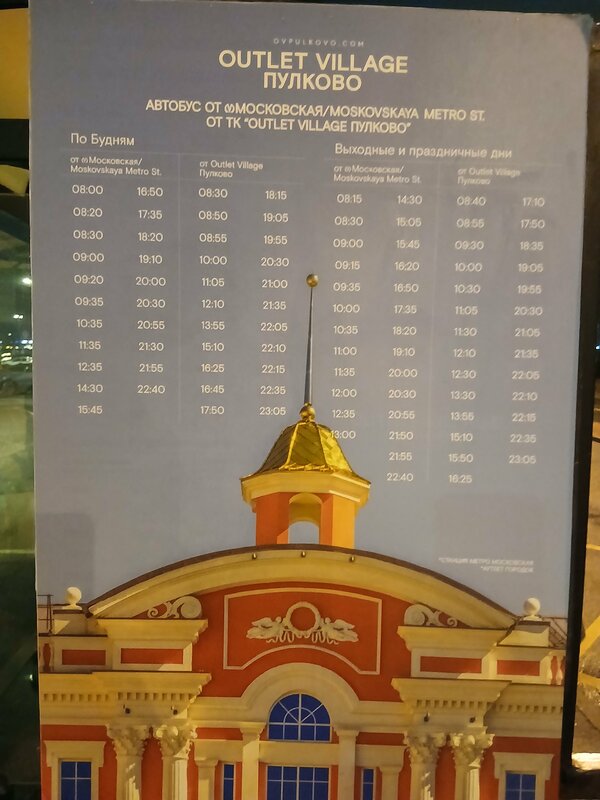 OVPULKOVO.COM
OUTLET VILLAGE
ПУЛКОВО
АВТОБУС ОТ МОСКОВСКАЯ/MOSKOVSKAYA METRO ST.
ОТ ТК "OUTLET VILLAGE ПУЛКОВО"
По Будням
от Московская/
Moskovskaya Metro St.
от Outlet Village
Пулково
08:00 16:50 08:30 18:15
08:20 17:35 08:50 19:05
08:30 18:20 08:55 19:55
09:00 19:10 10:00 20:30
09:20 20:00 11:05 21:00
09:35 20:30 12:10 21:35
10:35 20:55 13:55 22:05
11:35 21:30 15:10 22:10
12:35 21:55 16:25 22:15
14:30 22:40 16:45 22:35
15:45 17:50 23:05
Выходные и праздничные дни
от Московская/
Moskovskaya Metro St.
от Outlet Village
Пулково
08:15 14:30 08:40 17:10
08:30 15:05 08:55 17:50
09:00 15:45 09:30 18:35
09:15 16:20 10:00 19:05
09:35 16:50 10:30 19:55
10:00 17:35 11:05 20:30
10:35 18:20 11:30 21:05
11:00 19:10 12:10 21:35
11:35 20:00 12:30 22:05
12:00 20:30 13:30 22:10
12:35 20:55 13:55 22:15
13:00 21:50 15:10 22:35
21:55 15:50 23:05
22:40 16:25
*СТАНЦИЯ МЕТРО МОСКОВСКАЯ
*АУТЛЕТ ГОРОДОК